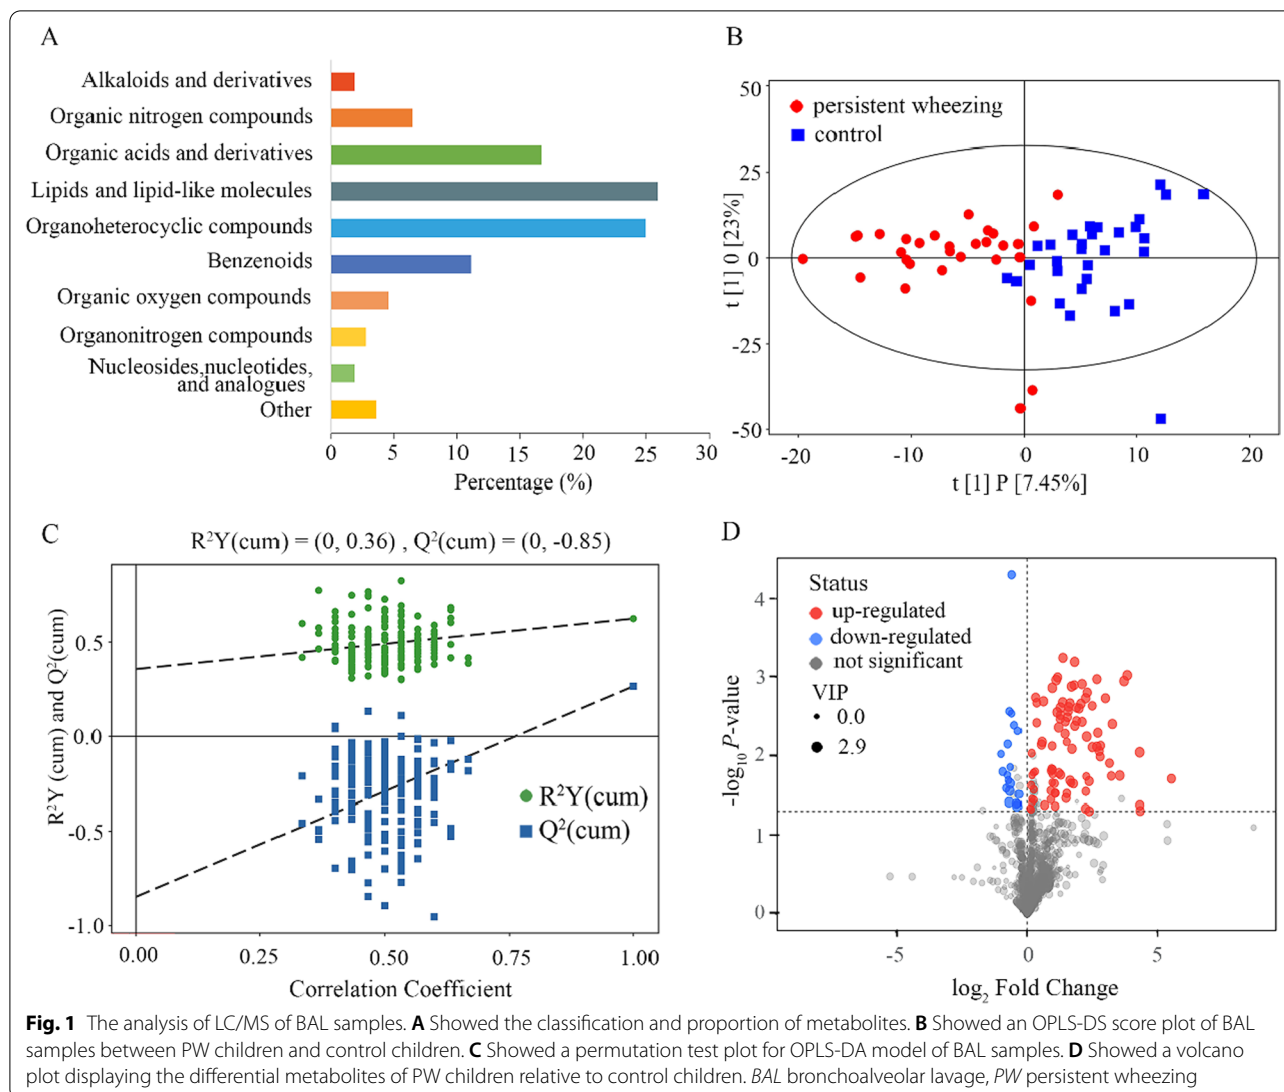 A
Alkaloids and derivatives
Organic nitrogen compounds
Organic acids and derivatives
Lipids and lipid-like molecules
Organoheterocyclic compounds
Benzenoids
Organic oxygen compounds
Organonitrogen compounds
Nucleosides,nucleotides,
and analogues
Other
0 5 10 15 20 25 30
Percentage (%)
B
persistent wheezing
control
50
25
0
-25
-50
t [1] 0 [23%]
-20 -10 0 10 20
t [1] P [7.45%]
C
R²Y(cum) = (0, 0.36) , Q²(cum) = (0, -0.85)
0.5
0.0
-0.5
-1.0
R²Y (cum) and Q²(cum)
R²Y(cum)
Q²(cum)
0.00 0.25 0.50 0.75 1.00
Correlation Coefficient
D
Status
up-regulated
down-regulated
not significant
VIP
0.0
2.9
4
3
2
1
0
-log₁₀ P-value
-5 0 5
log₂ Fold Change
Fig. 1 The analysis of LC/MS of BAL samples. A Showed the classification and proportion of metabolites. B Showed an OPLS-DS score plot of BAL
samples between PW children and control children. C Showed a permutation test plot for OPLS-DA model of BAL samples. D Showed a volcano
plot displaying the differential metabolites of PW children relative to control children. BAL bronchoalveolar lavage, PW persistent wheezing